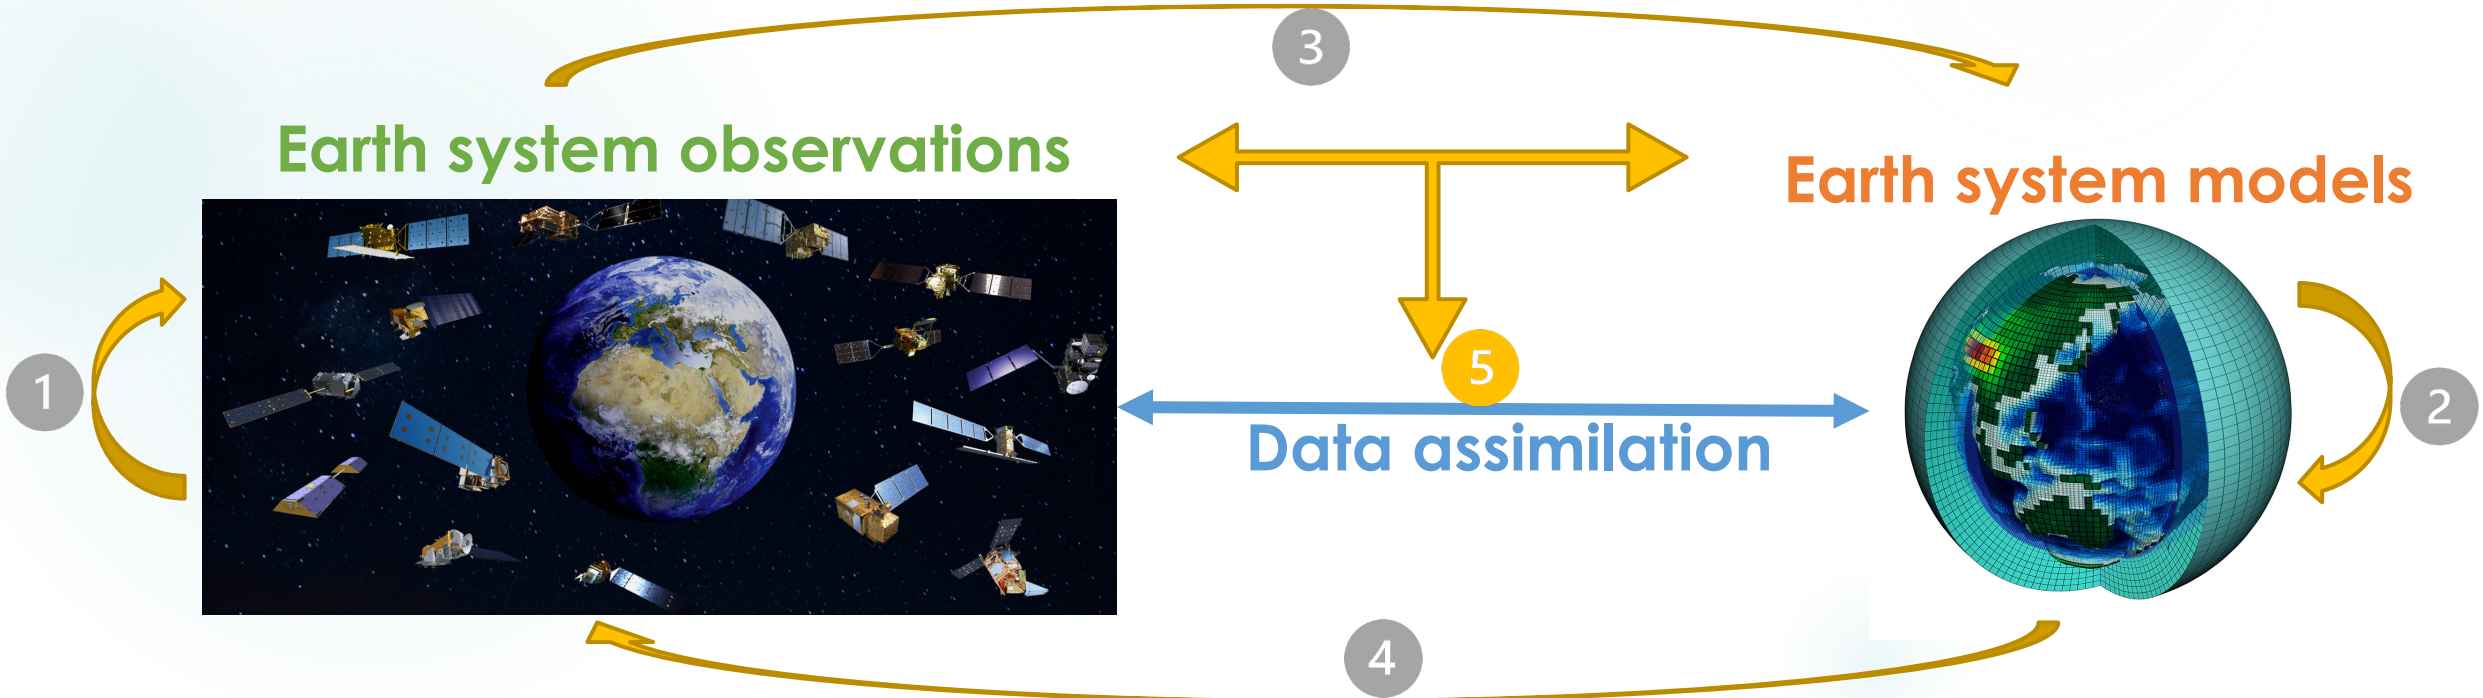 3
Earth system observations
Earth system models
1
5
2
Data assimilation
4